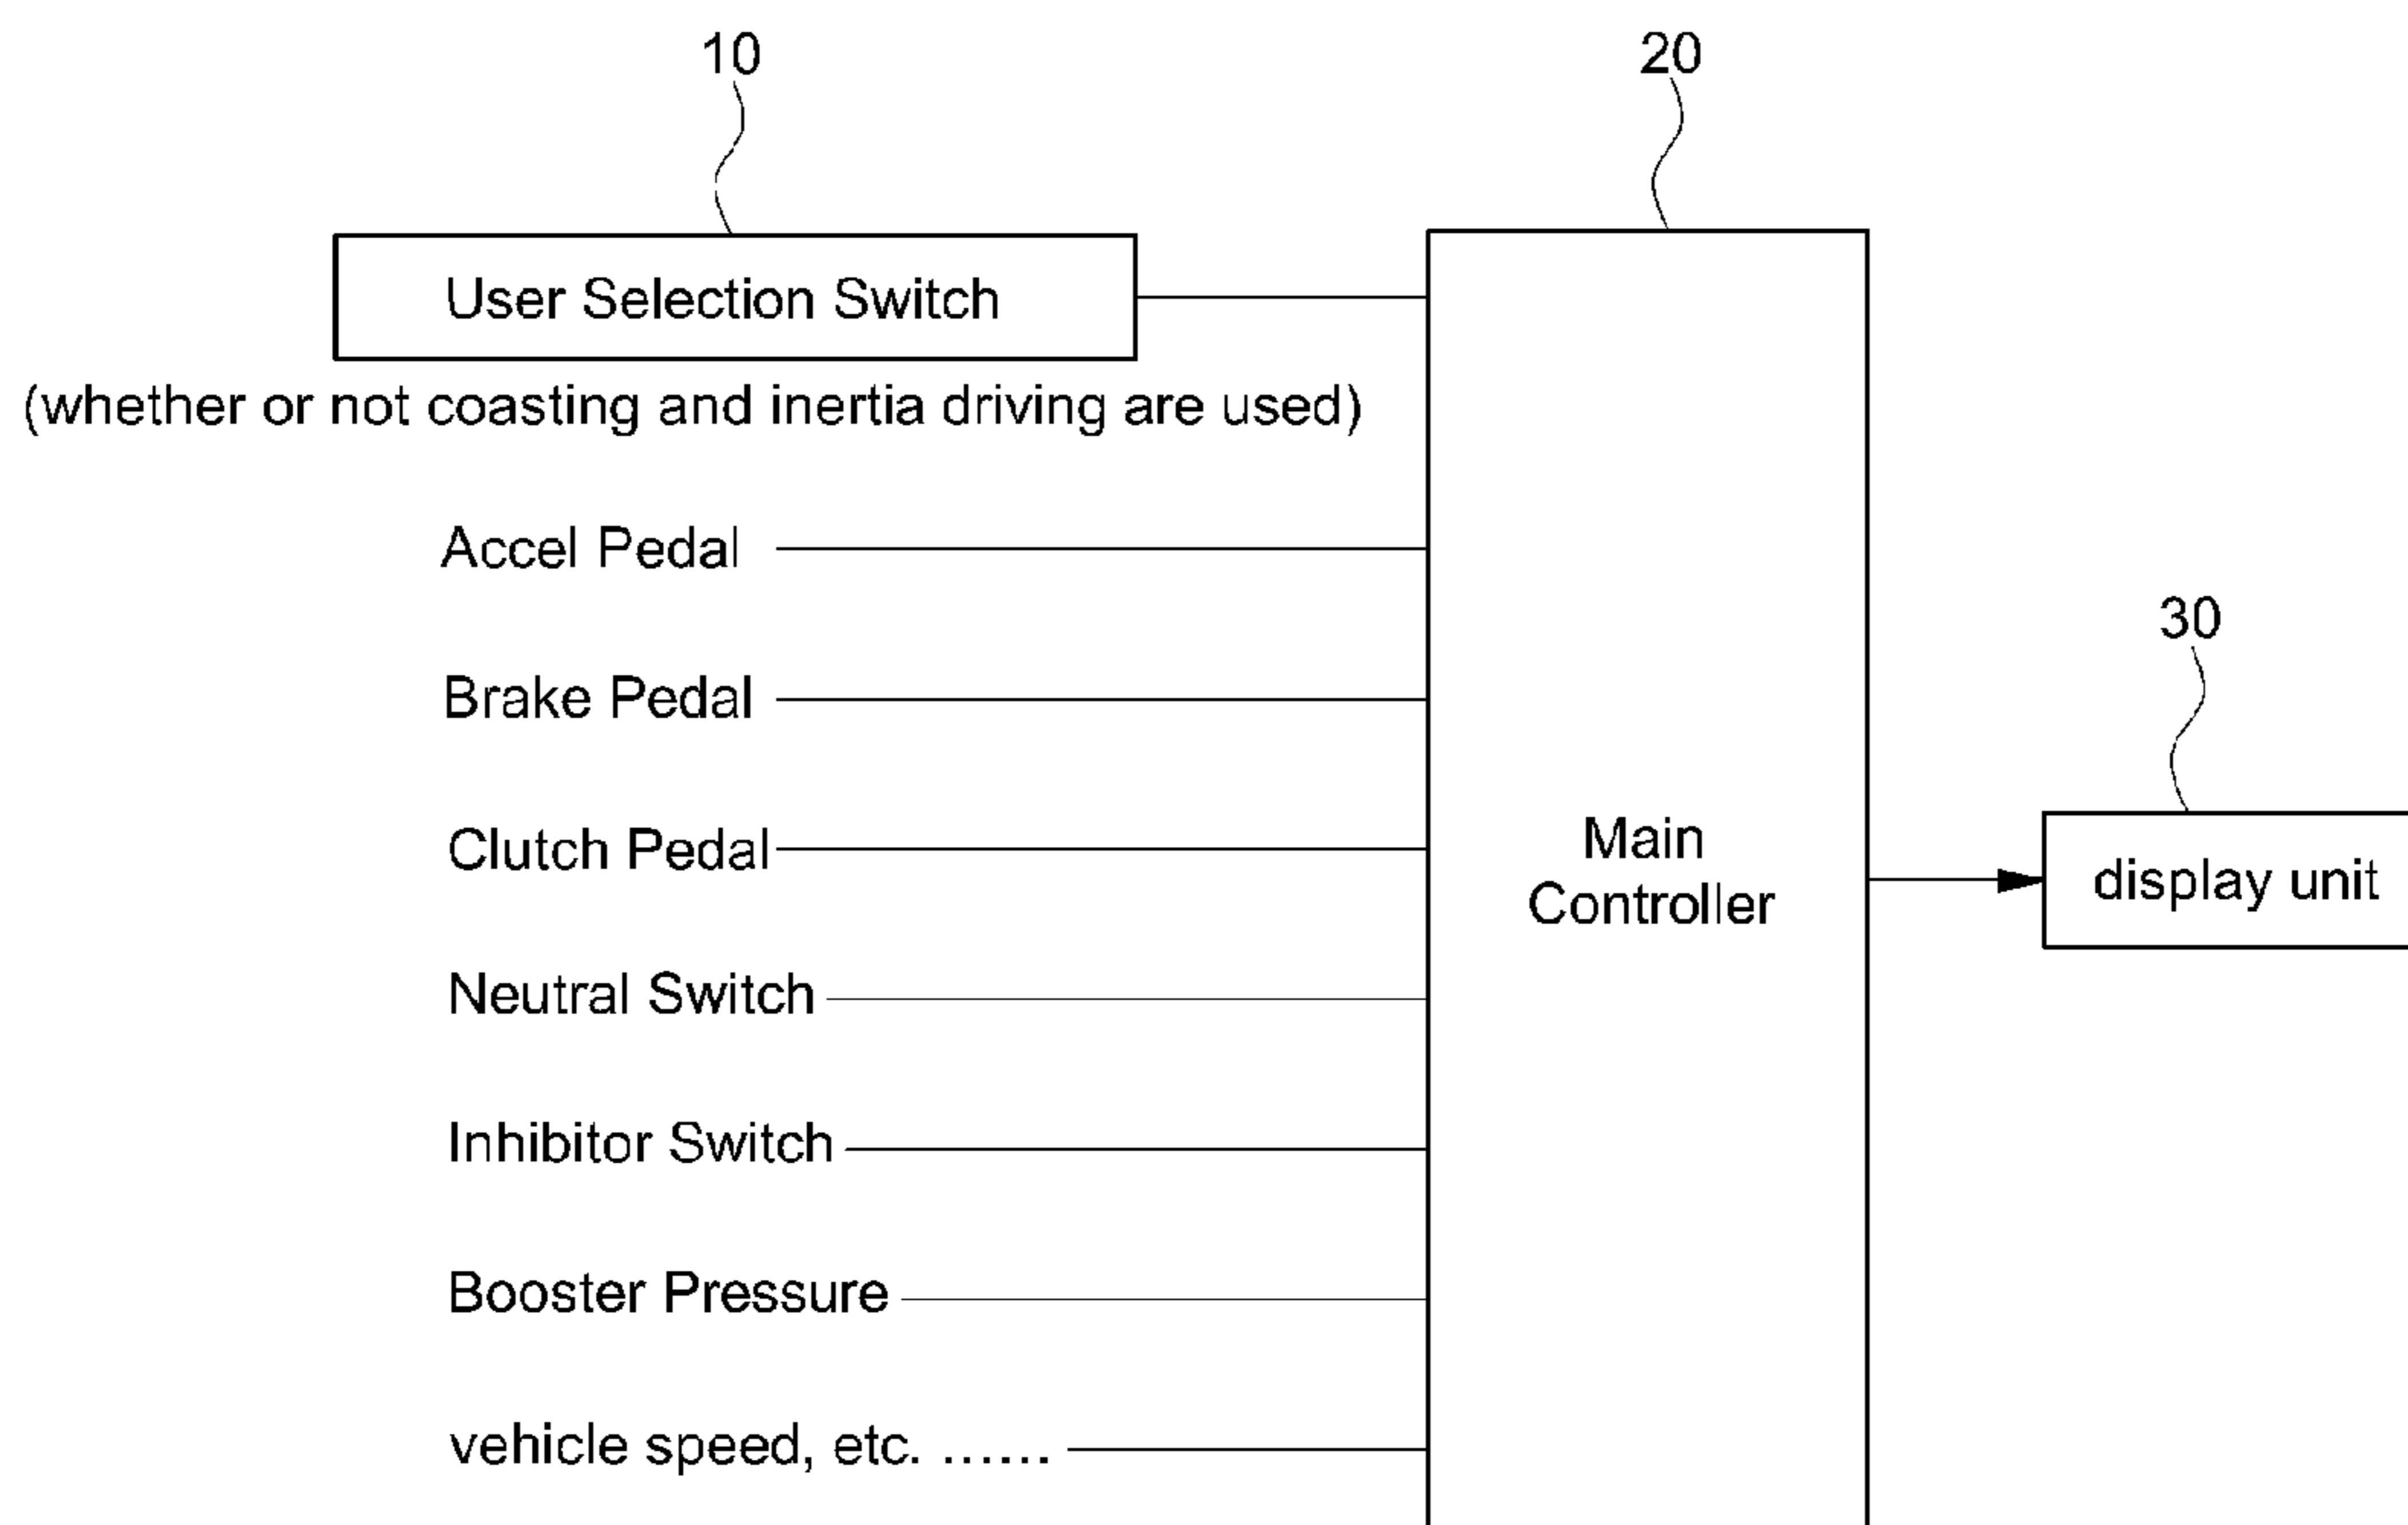 10
20
User Selection Switch
(whether or not coasting and inertia driving are used)
Accel Pedal
30
Brake Pedal
Clutch Pedal
Main
Controller
display unit
Neutral Switch
Inhibitor Switch
Booster Pressure
vehicle speed, etc. ......